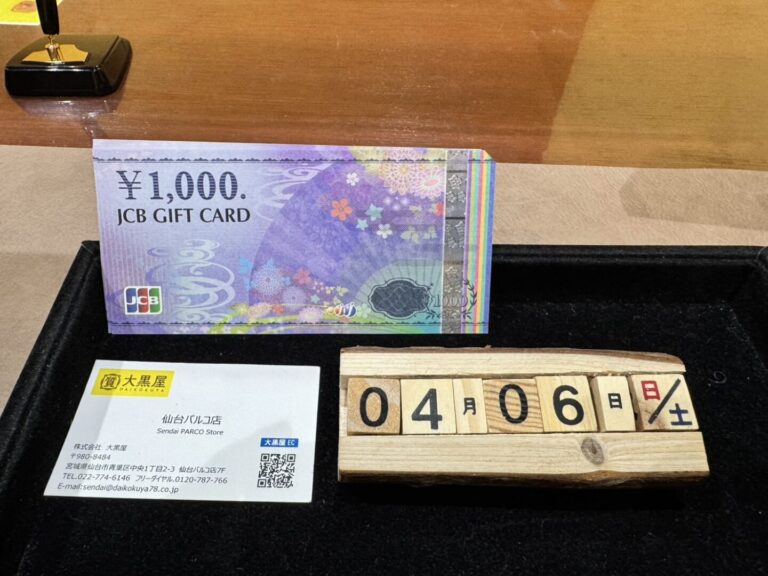 ¥1,000.
JCB GIFT CARD
JCB
1000
大黒屋
DAIKOKUYA
仙台パルコ店
Sendai PARCO Store
大黒屋 EC
株式会社 大黒屋
〒980-8484
宮城県仙台市青葉区中央1丁目2-3 仙台パルコ店7F
TEL.022-774-6146 フリーダイヤル.0120-787-766
E-mail:sendai@daikokuya78.co.jp
04月06日 日/土